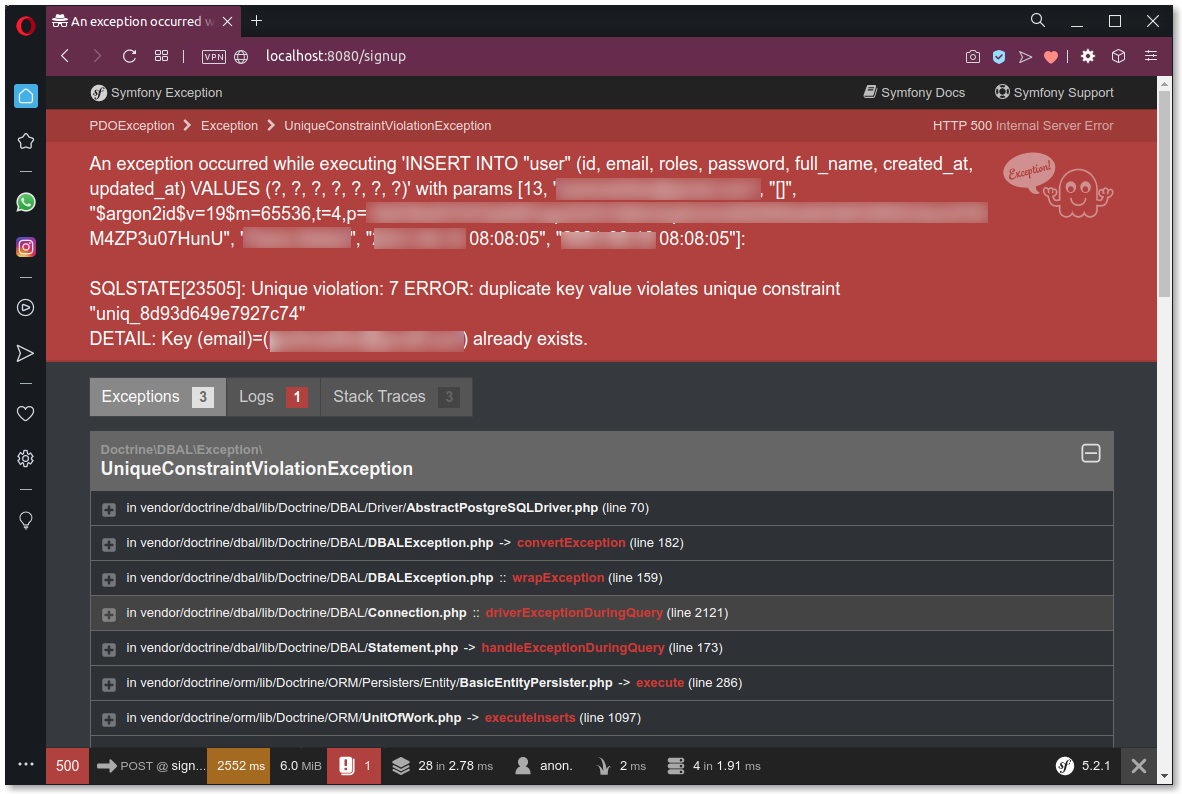 An exception occurred w
localhost:8080/signup
VPN
Symfony Exception
Symfony Docs
Symfony Support
PDOException
Exception
UniqueConstraintViolationException
HTTP 500 Internal Server Error
An exception occurred while executing 'INSERT INTO "user" (id, email, roles, password, full_name, created_at,
updated_at) VALUES (?, ?, ?, ?, ?, ?, ?)' with params [13, ' ", "[]",
"$argon2id$v=19$m=65536,t=4,p=
M4ZP3u07HunU", ' ", " 08:08:05", " 08:08:05"]:
Exception!
SQLSTATE[23505]: Unique violation: 7 ERROR: duplicate key value violates unique constraint
"uniq_8d93d649e7927c74"
DETAIL: Key (email)=( ) already exists.
Exceptions 3
Logs 1
Stack Traces 3
Doctrine\DBAL\Exception\
UniqueConstraintViolationException
in vendor/doctrine/dbal/lib/Doctrine/DBAL/Driver/AbstractPostgreSQLDriver.php (line 70)
in vendor/doctrine/dbal/lib/Doctrine/DBAL/DBALException.php -> convertException (line 182)
in vendor/doctrine/dbal/lib/Doctrine/DBAL/DBALException.php :: wrapException (line 159)
in vendor/doctrine/dbal/lib/Doctrine/DBAL/Connection.php :: driverExceptionDuringQuery (line 2121)
in vendor/doctrine/dbal/lib/Doctrine/DBAL/Statement.php -> handleExceptionDuringQuery (line 173)
in vendor/doctrine/orm/lib/Doctrine/ORM/Persisters/Entity/BasicEntityPersister.php -> execute (line 286)
in vendor/doctrine/orm/lib/Doctrine/ORM/UnitOfWork.php -> executeInserts (line 1097)
500
POST @ sign...
2552 ms
6.0 MiB
1
28 in 2.78 ms
anon.
2 ms
4 in 1.91 ms
sf 5.2.1